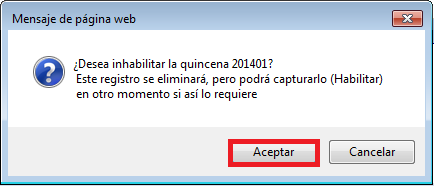 Mensaje de página web
¿Desea inhabilitar la quincena 201401?
Este registro se eliminará, pero podrá capturarlo (Habilitar)
en otro momento si así lo requiere
Aceptar
Cancelar